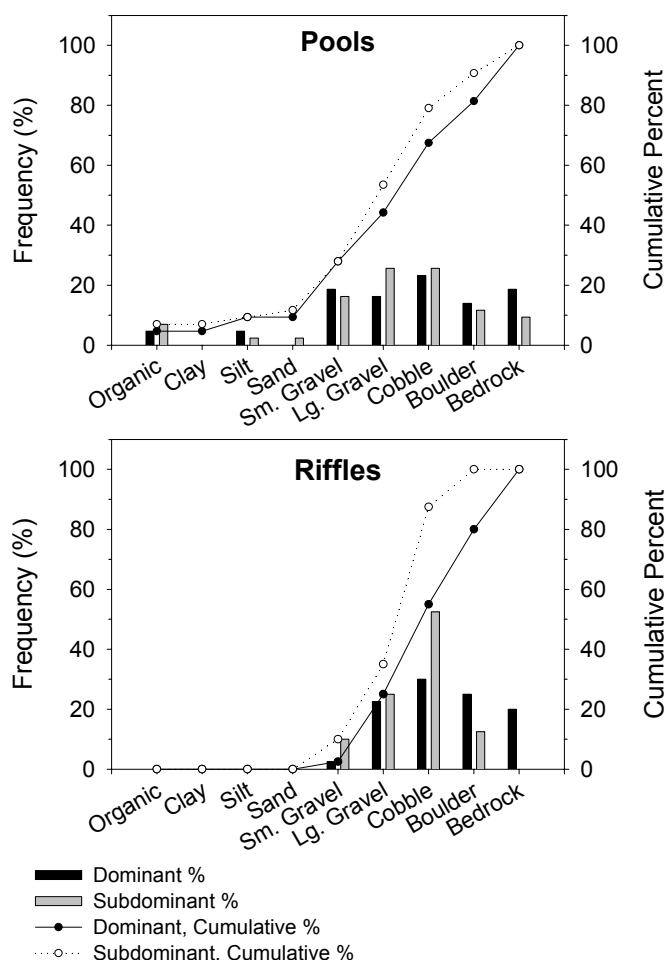 Pools
100 100
80 80
60 60
40 40
20 20
0 0
Frequency (%)
Cumulative Percent
Organic
Clay
Silt
Sand
Sm. Gravel
Lg. Gravel
Cobble
Boulder
Bedrock
Riffles
100 100
80 80
60 60
40 40
20 20
0 0
Frequency (%)
Cumulative Percent
Organic
Clay
Silt
Sand
Sm. Gravel
Lg. Gravel
Cobble
Boulder
Bedrock
Dominant %
Subdominant %
Dominant, Cumulative %
Subdominant, Cumulative %